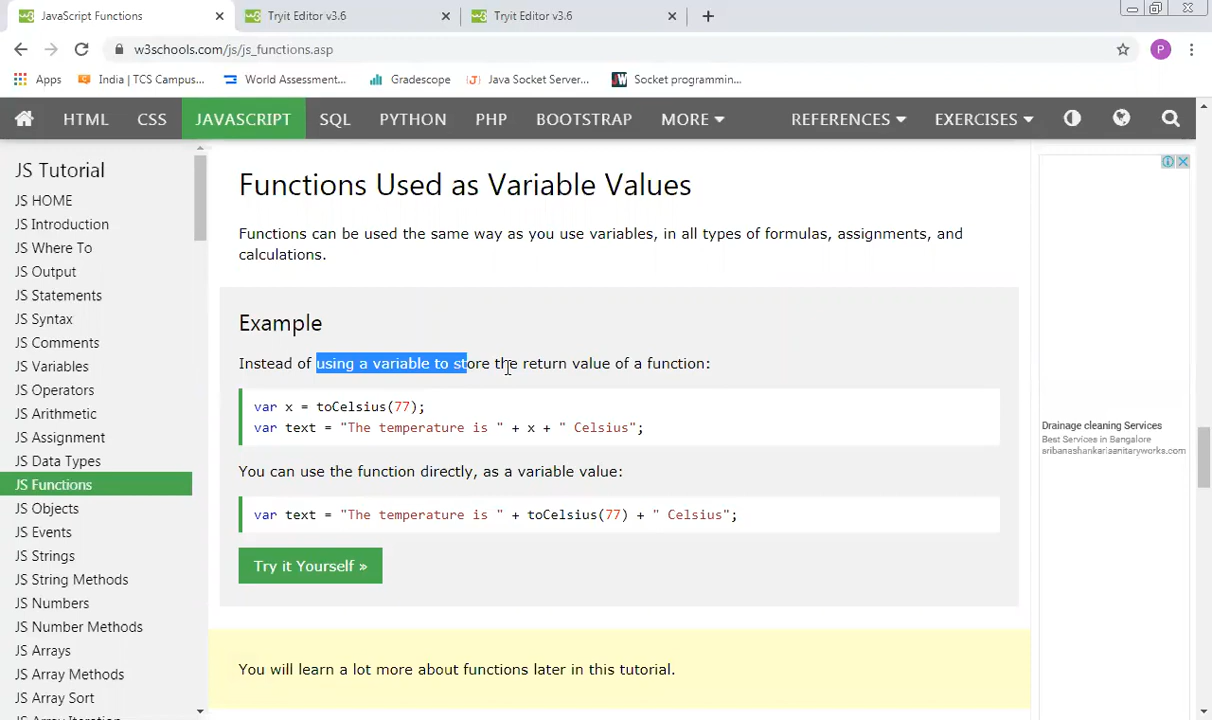 JavaScript Functions
Tryit Editor v3.6
Tryit Editor v3.6
w3schools.com/js/js_functions.asp
P
Apps
India | TCS Campus...
World Assessment...
Gradescope
Java Socket Server...
Socket programmin...
HTML
CSS
JAVASCRIPT
SQL
PYTHON
PHP
BOOTSTRAP
MORE
REFERENCES
EXERCISES
JS Tutorial
JS HOME
JS Introduction
JS Where To
JS Output
JS Statements
JS Syntax
JS Comments
JS Variables
JS Operators
JS Arithmetic
JS Assignment
JS Data Types
JS Functions
JS Objects
JS Events
JS Strings
JS String Methods
JS Numbers
JS Number Methods
JS Arrays
JS Array Methods
JS Array Sort
Functions Used as Variable Values
Functions can be used the same way as you use variables, in all types of formulas, assignments, and
calculations.
Example
Instead of using a variable to store the return value of a function:
var x = toCelsius(77);
var text = "The temperature is " + x + " Celsius";
You can use the function directly, as a variable value:
var text = "The temperature is " + toCelsius(77) + " Celsius";
Try it Yourself »
You will learn a lot more about functions later in this tutorial.
Drainage cleaning Services
Best Services in Bangalore
sribanashankarisanitaryworks.com